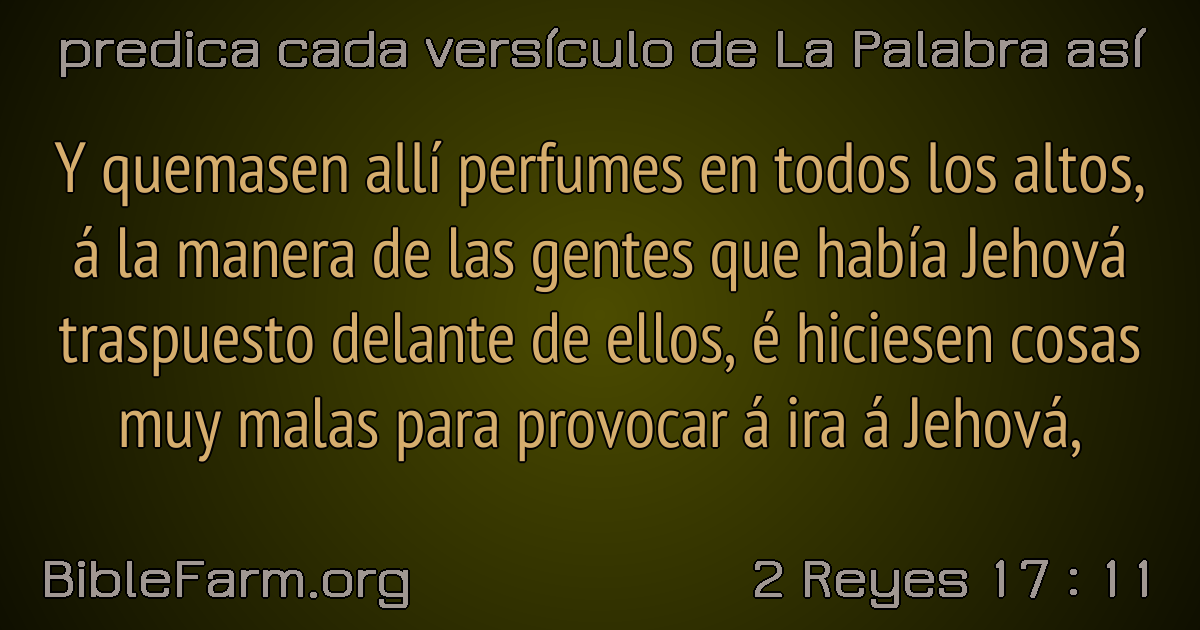 predica cada versículo de La Palabra así
Y quemasen allí perfumes en todos los altos,
á la manera de las gentes que había Jehová
traspuesto delante de ellos, é hiciesen cosas
muy malas para provocar á ira á Jehová,
BibleFarm.org
2 Reyes 17 : 11